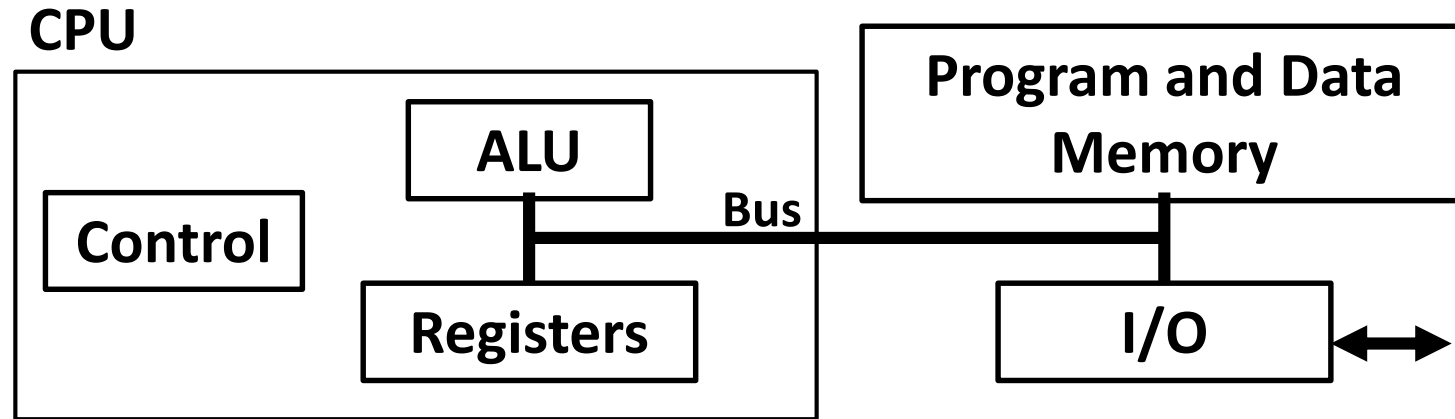 CPU
Program and Data
Memory
ALU
Bus
Control
Registers
I/O